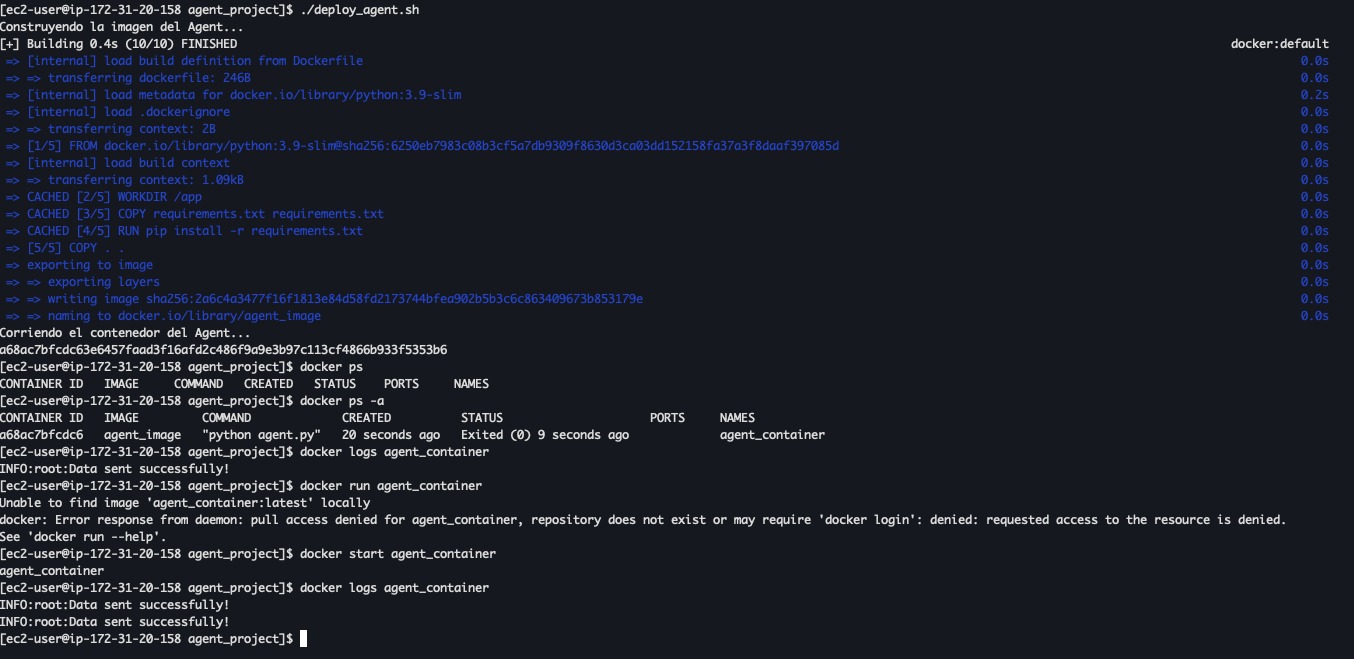 [ec2-user@ip-172-31-20-158 agent_project]$ ./deploy_agent.sh
Construyendo la imagen del Agent...
[+] Building 0.4s (10/10) FINISHED docker:default
=> [internal] load build definition from Dockerfile 0.0s
=> => transferring dockerfile: 246B 0.0s
=> [internal] load metadata for docker.io/library/python:3.9-slim 0.2s
=> [internal] load .dockerignore 0.0s
=> => transferring context: 2B 0.0s
=> [1/5] FROM docker.io/library/python:3.9-slim@sha256:6250eb7983c08b3cf5a7db9309f8630d3ca03dd152158fa37a3f8daaf397085d 0.0s
=> [internal] load build context 0.0s
=> => transferring context: 1.09kB 0.0s
=> CACHED [2/5] WORKDIR /app 0.0s
=> CACHED [3/5] COPY requirements.txt requirements.txt 0.0s
=> CACHED [4/5] RUN pip install -r requirements.txt 0.0s
=> [5/5] COPY . . 0.0s
=> exporting to image 0.0s
=> => exporting layers 0.0s
=> => writing image sha256:2a6c4a3477f16f1813e84d58fd2173744bfea902b5b3c6c863409673b853179e 0.0s
=> => naming to docker.io/library/agent_image 0.0s
Corriendo el contenedor del Agent...
a68ac7bfcdc63e6457faad3f16afd2c486f9a9e3b97c113cf4866b933f5353b6
[ec2-user@ip-172-31-20-158 agent_project]$ docker ps
CONTAINER ID IMAGE COMMAND CREATED STATUS PORTS NAMES
[ec2-user@ip-172-31-20-158 agent_project]$ docker ps -a
CONTAINER ID IMAGE COMMAND CREATED STATUS PORTS NAMES
a68ac7bfcdc6 agent_image "python agent.py" 20 seconds ago Exited (0) 9 seconds ago agent_container
[ec2-user@ip-172-31-20-158 agent_project]$ docker logs agent_container
INFO:root:Data sent successfully!
[ec2-user@ip-172-31-20-158 agent_project]$ docker run agent_container
Unable to find image 'agent_container:latest' locally
docker: Error response from daemon: pull access denied for agent_container, repository does not exist or may require 'docker login': denied: requested access to the resource is denied.
See 'docker run --help'.
[ec2-user@ip-172-31-20-158 agent_project]$ docker start agent_container
agent_container
[ec2-user@ip-172-31-20-158 agent_project]$ docker logs agent_container
INFO:root:Data sent successfully!
INFO:root:Data sent successfully!
[ec2-user@ip-172-31-20-158 agent_project]$